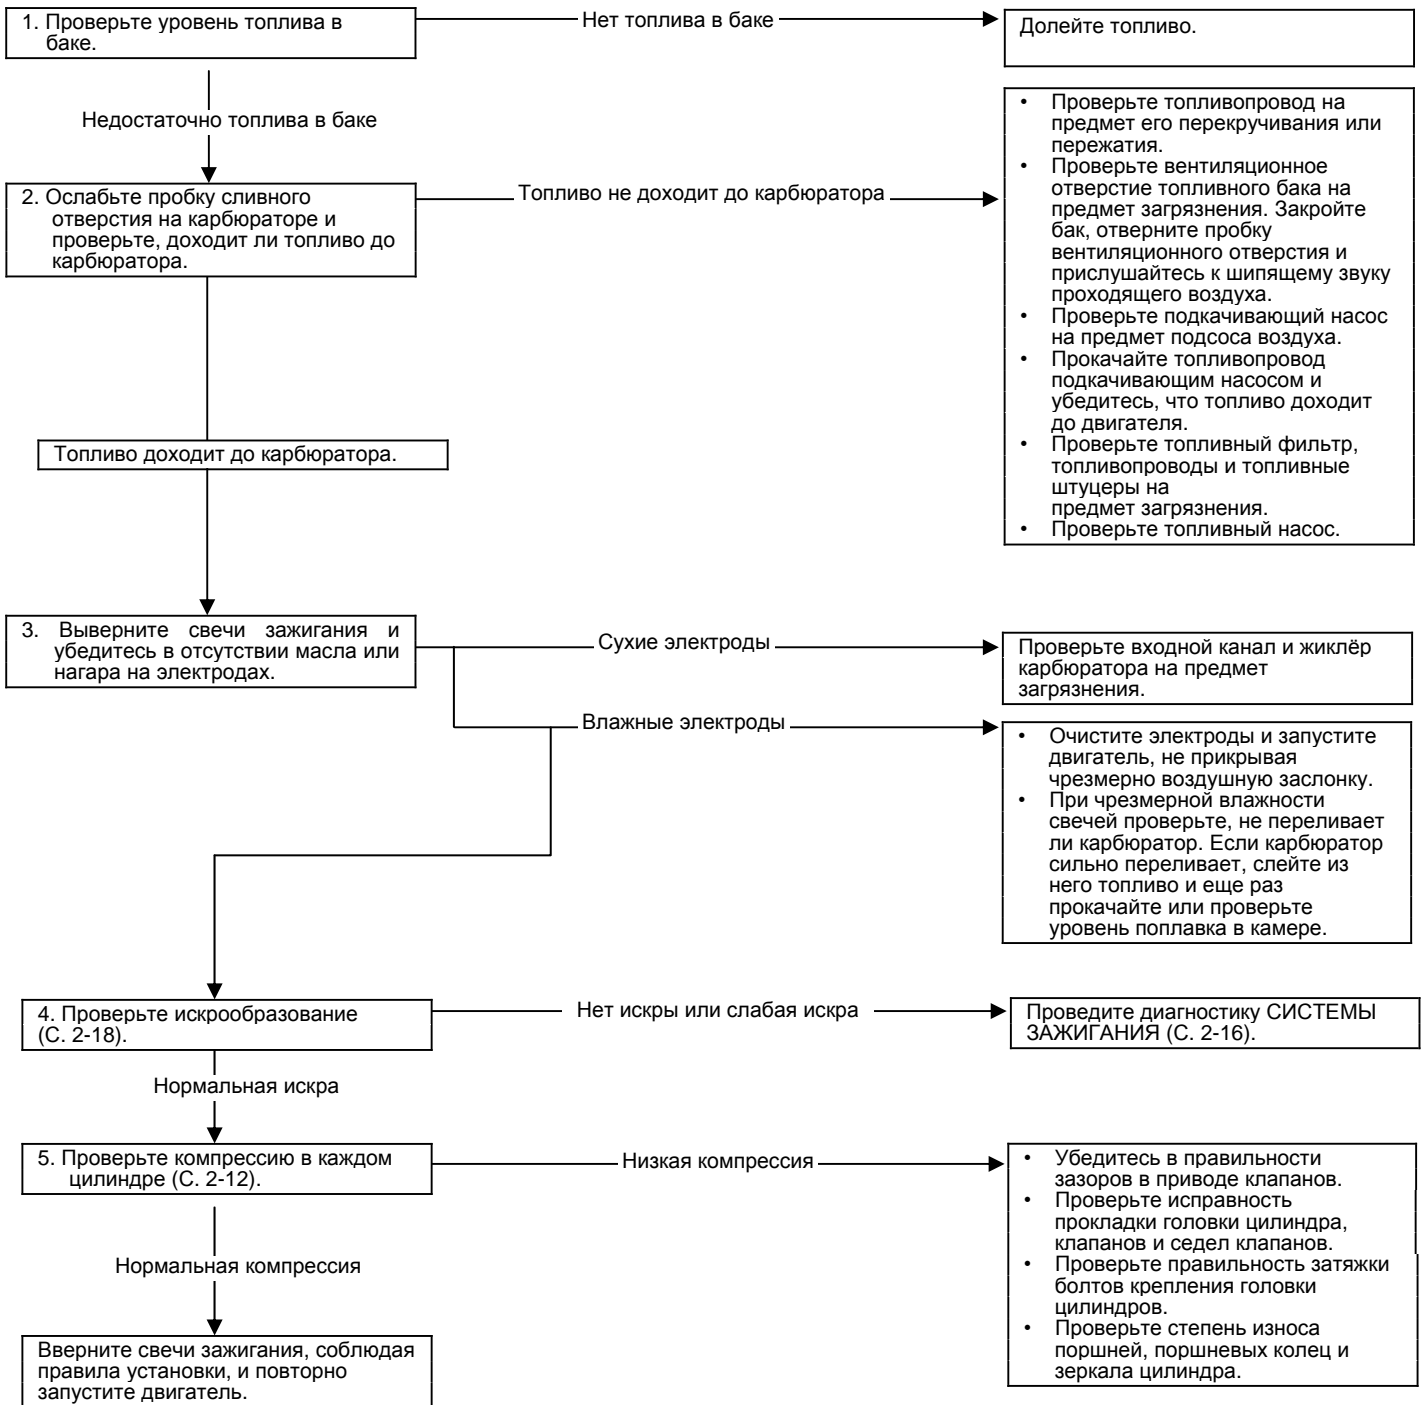 1. Проверьте уровень топлива в
баке.
Нет топлива в баке
Долейте топливо.
Недостаточно топлива в баке
2. Ослабьте пробку сливного
отверстия на карбюраторе и
проверьте, доходит ли топливо до
карбюратора.
Топливо не доходит до карбюратора
• Проверьте топливопровод на
предмет его перекручивания или
пережатия.
• Проверьте вентиляционное
отверстие топливного бака на
предмет загрязнения. Закройте
бак, отверните пробку
вентиляционного отверстия и
прислушайтесь к шипящему звуку
проходящего воздуха.
• Проверьте подкачивающий насос
на предмет подсоса воздуха.
• Прокачайте топливопровод
подкачивающим насосом и
убедитесь, что топливо доходит
до двигателя.
• Проверьте топливный фильтр,
топливопроводы и топливные
штуцеры на
предмет загрязнения.
• Проверьте топливный насос.
Топливо доходит до карбюратора.
3. Выверните свечи зажигания и
убедитесь в отсутствии масла или
нагара на электродах.
Сухие электроды
Проверьте входной канал и жиклёр
карбюратора на предмет
загрязнения.
Влажные электроды
• Очистите электроды и запустите
двигатель, не прикрывая
чрезмерно воздушную заслонку.
• При чрезмерной влажности
свечей проверьте, не переливает
ли карбюратор. Если карбюратор
сильно переливает, слейте из
него топливо и еще раз
прокачайте или проверьте
уровень поплавка в камере.
4. Проверьте искрообразование
(С. 2-18).
Нет искры или слабая искра
Проведите диагностику СИСТЕМЫ
ЗАЖИГАНИЯ (С. 2-16).
Нормальная искра
5. Проверьте компрессию в каждом
цилиндре (С. 2-12).
Низкая компрессия
• Убедитесь в правильности
зазоров в приводе клапанов.
• Проверьте исправность
прокладки головки цилиндра,
клапанов и седел клапанов.
• Проверьте правильность затяжки
болтов крепления головки
цилиндров.
• Проверьте степень износа
поршней, поршневых колец и
зеркала цилиндра.
Нормальная компрессия
Вверните свечи зажигания, соблюдая
правила установки, и повторно
запустите двигатель.